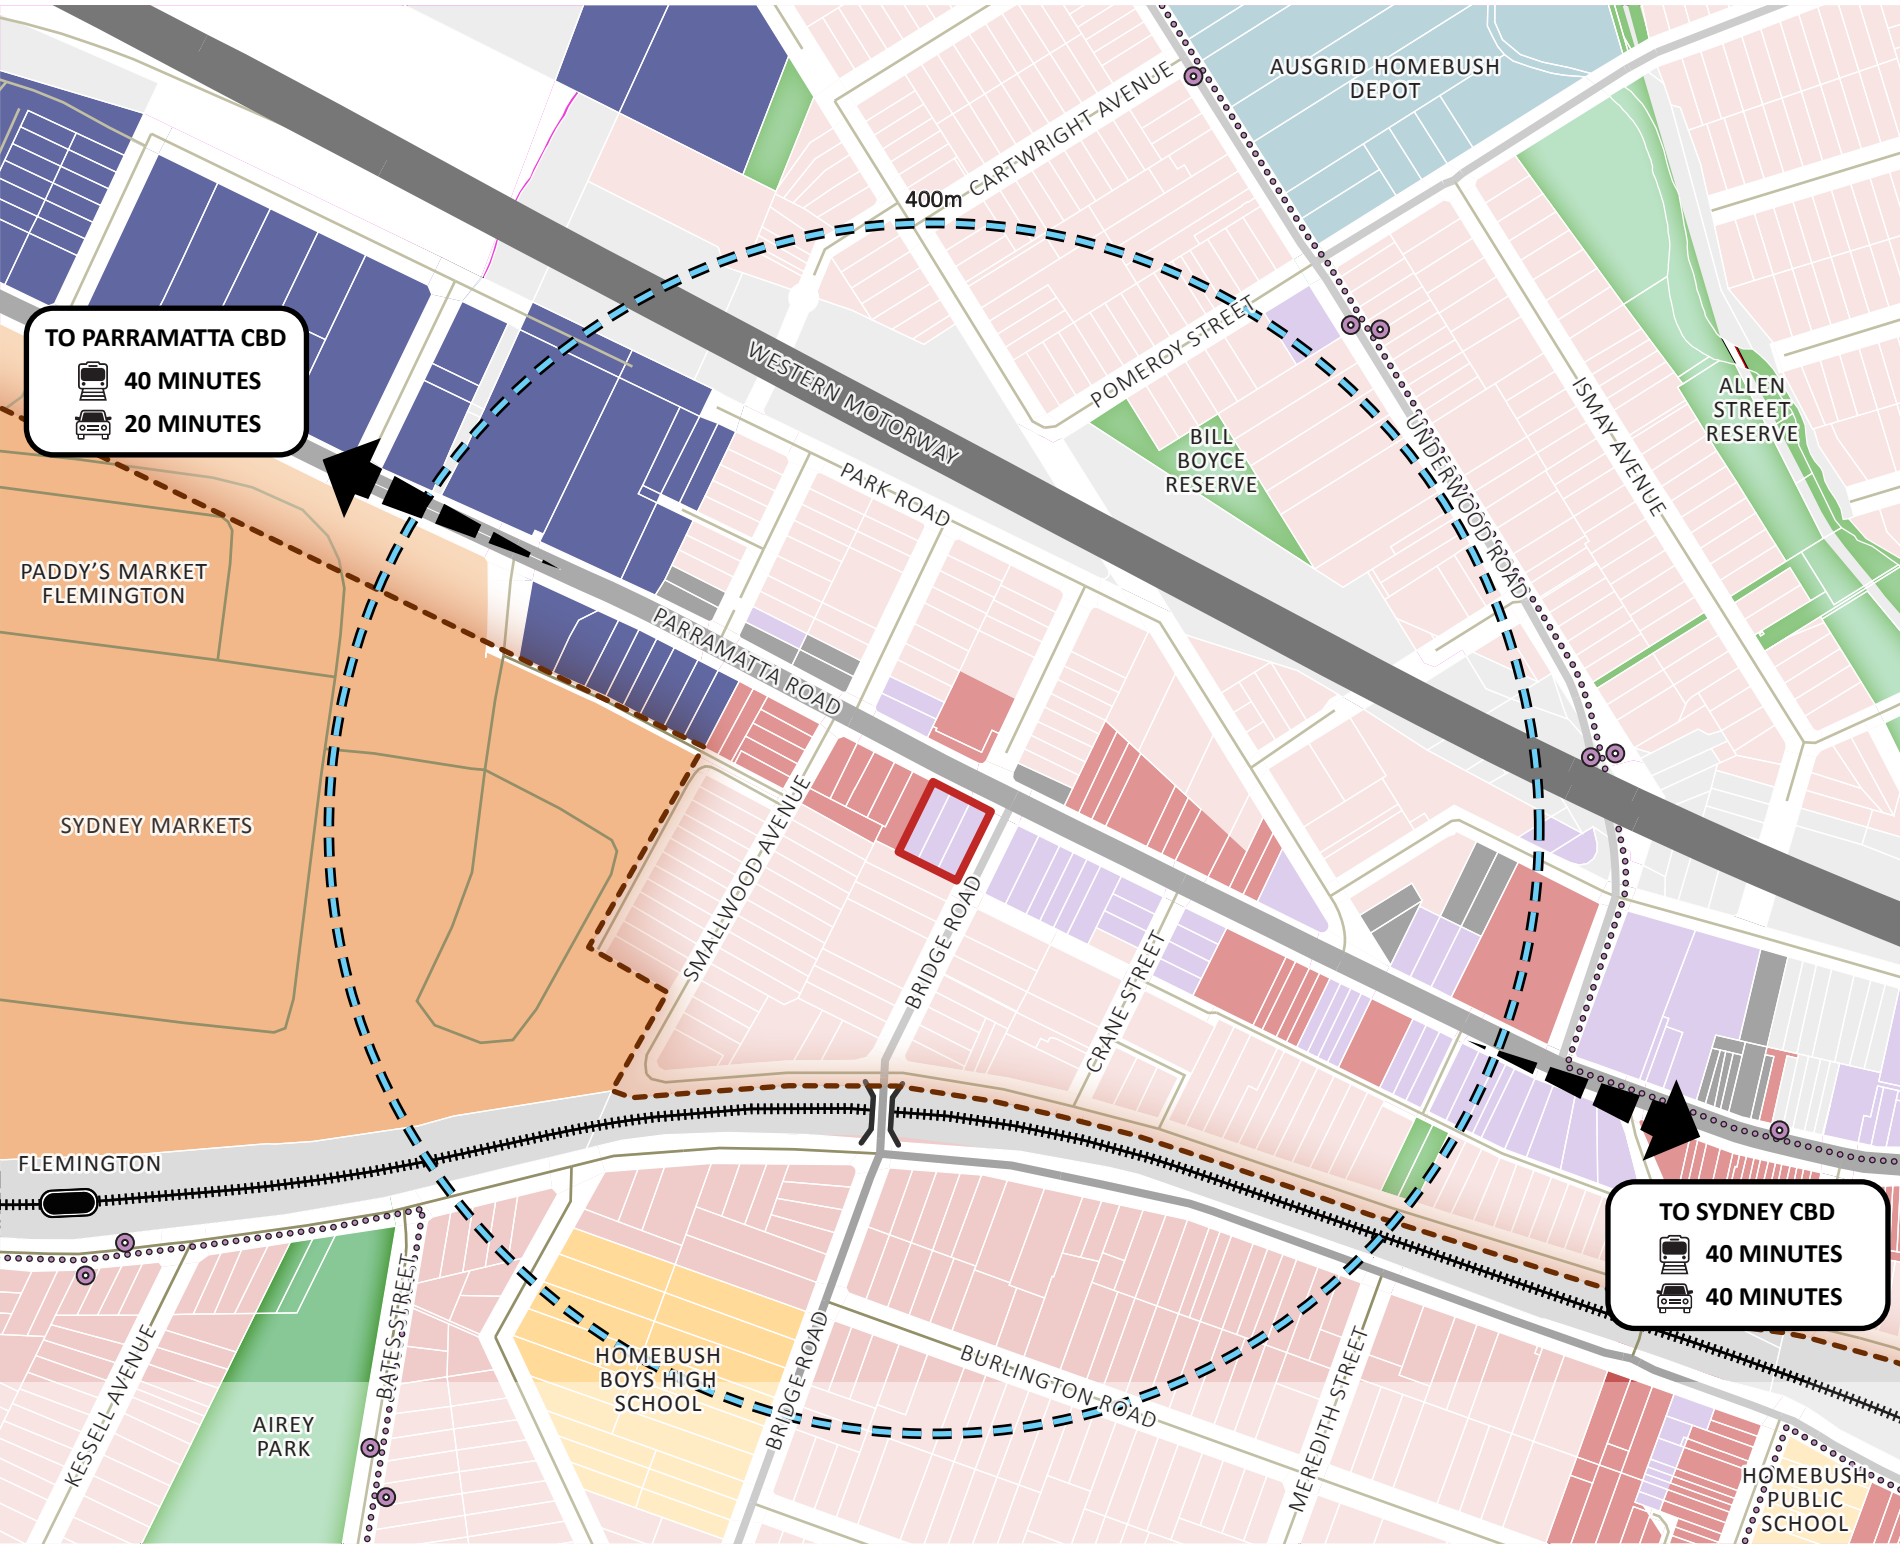 AUSGRID HOMEBUSH
DEPOT
CARTWRIGHT AVENUE
400m
TO PARRAMATTA CBD
40 MINUTES
20 MINUTES
WESTERN MOTORWAY
POMEROY STREET
BILL
BOYCE
RESERVE
UNDERWOOD ROAD
ISMAY AVENUE
ALLEN
STREET
RESERVE
PARK ROAD
PADDY'S MARKET
FLEMINGTON
PARRAMATTA ROAD
SYDNEY MARKETS
SMALLWOOD AVENUE
BRIDGE ROAD
CRANE STREET
FLEMINGTON
TO SYDNEY CBD
40 MINUTES
40 MINUTES
KESSELL AVENUE
BATES STREET
AIREY
PARK
HOMEBUSH
BOYS HIGH
SCHOOL
BRIDGE ROAD
BURLINGTON ROAD
MEREDITH STREET
HOMEBUSH
PUBLIC
SCHOOL